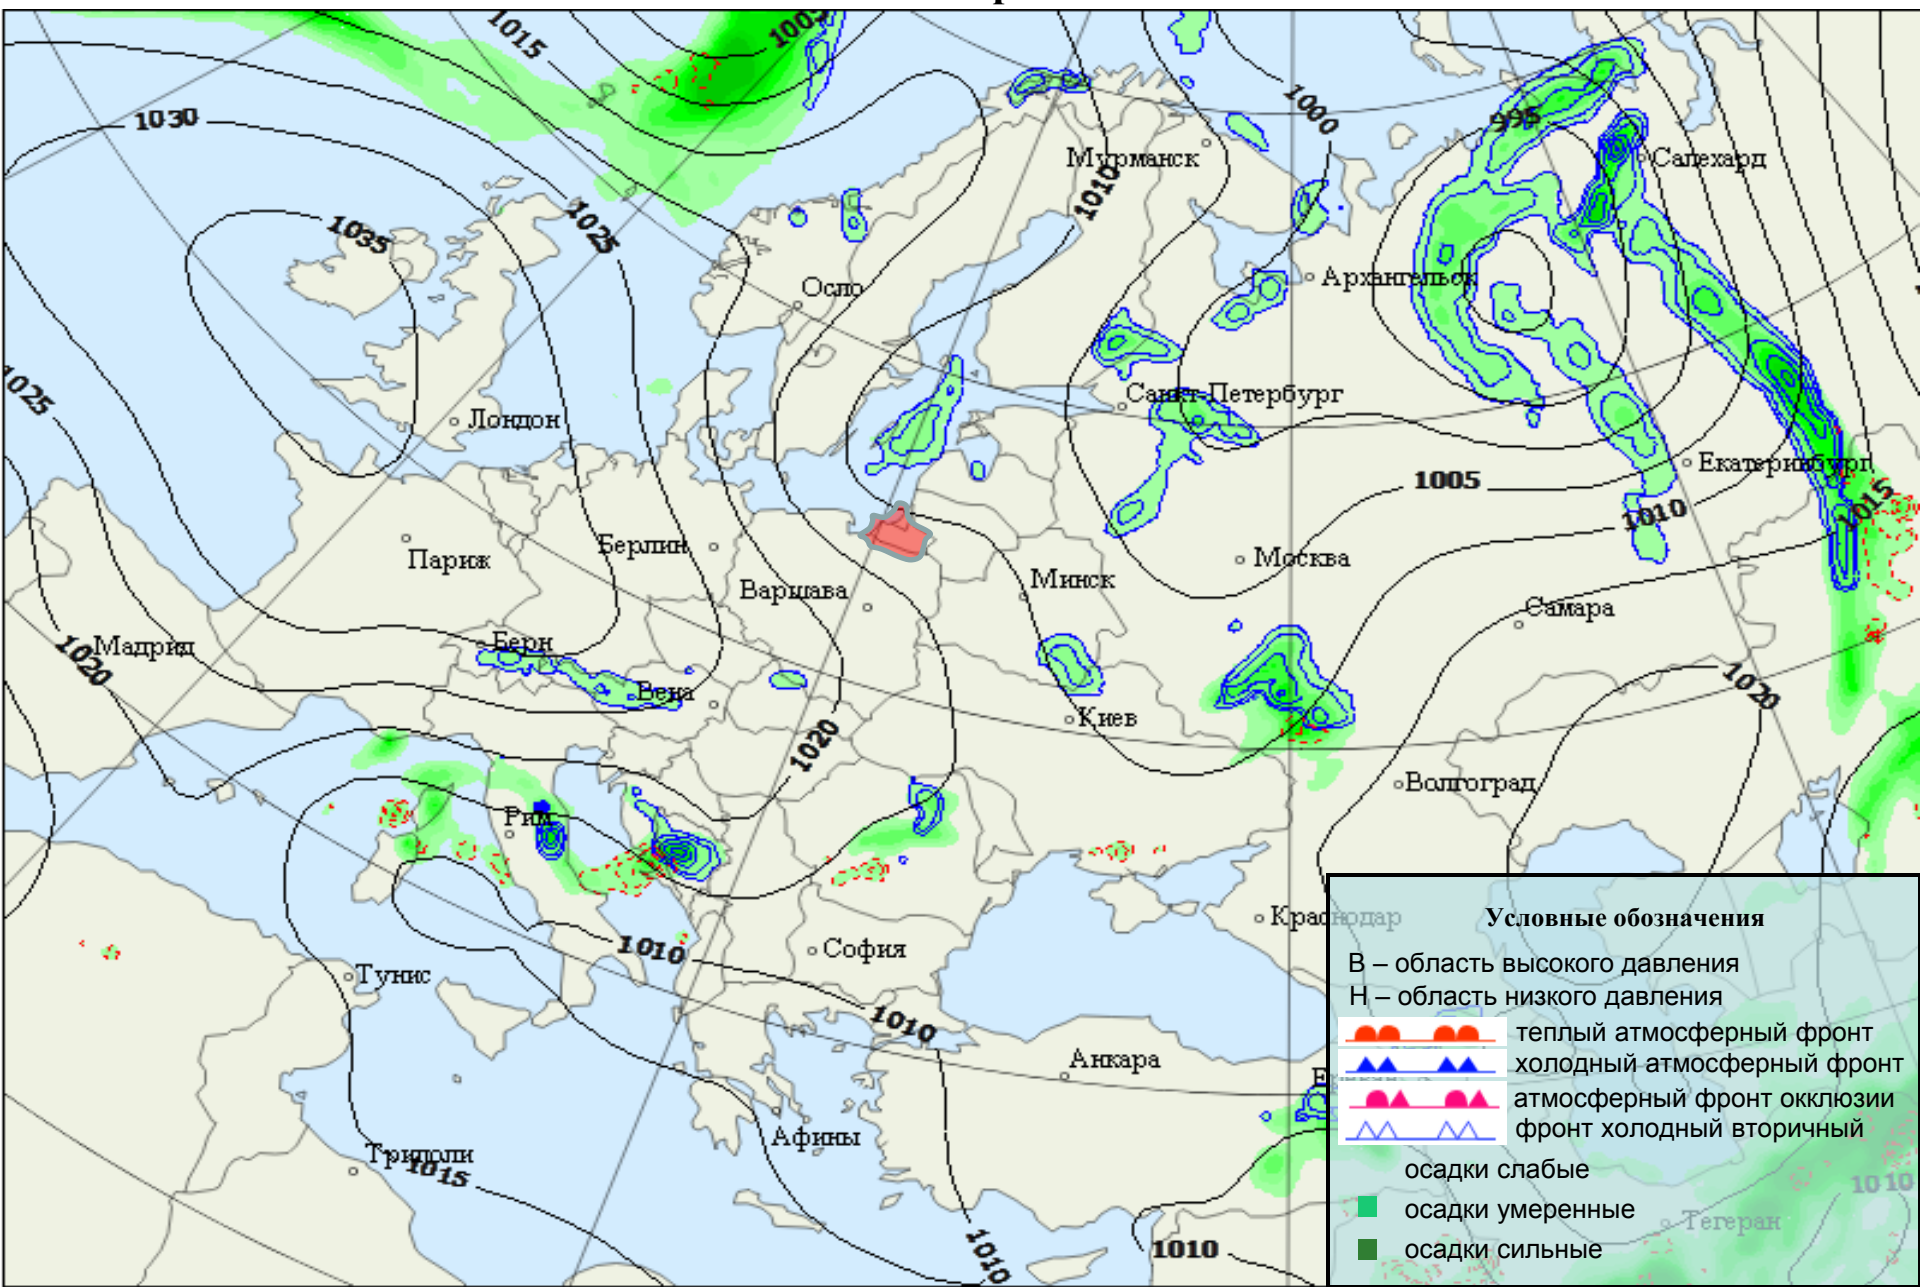 1015
1005
1030
1000
995
Мурманск
Салехард
1010
1035
1025
Осло
Архангельск
1025
Санкт-Петербург
Лондон
Екатеринбург
1005
1015
1010
Париж
Берлин
Москва
Минск
Варшава
Самара
Мадрид
Берн
1020
Вена
1020
Киев
1020
Волгоград
Рим
Краснодар
1010
София
Тунис
1010
Анкара
Афины
Триполи
1015
1010
1010
Условные обозначения
В – область высокого давления
Н – область низкого давления
теплый атмосферный фронт
холодный атмосферный фронт
атмосферный фронт окклюзии
фронт холодный вторичный
осадки слабые
1010
осадки умеренные
Тегеран
осадки сильные